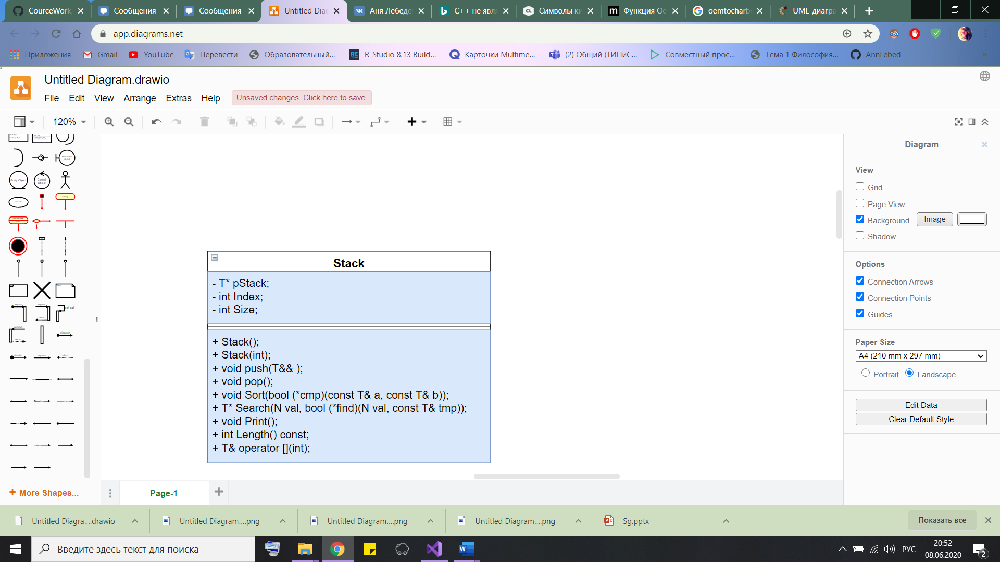 CourceWork
Сообщения
Сообщения
Untitled Dia
Аня Лебеде
C++ не явл
Символы ки
Функция Oe
oemtocharb
UML-диагра
app.diagrams.net
Приложения
Gmail
YouTube
Перевести
Образовательный...
R-Studio 8.13 Build...
Карточки Multime...
(2) Общий (ТИПиС...
Совместный прос...
Тема 1 Философия...
AnnLebed
Untitled Diagram.drawio
File Edit View Arrange Extras Help
Unsaved changes. Click here to save.
120%
Diagram
View
Grid
Page View
Background
Image
Shadow
Options
Connection Arrows
Connection Points
Guides
Paper Size
A4 (210 mm x 297 mm)
Portrait
Landscape
Edit Data
Clear Default Style
Entity Object
Control Object
Stack
- T* pStack;
- int Index;
- int Size;
+ Stack();
+ Stack(int);
+ void push(T&& );
+ void pop();
+ void Sort(bool (*cmp)(const T& a, const T& b));
+ T* Search(N val, bool (*find)(N val, const T& tmp));
+ void Print();
+ int Length() const;
+ T& operator [](int);
+ More Shapes...
Page-1
Untitled Diagra....drawio
Untitled Diagram....png
Untitled Diagram....png
Untitled Diagram....png
Sg.pptx
Показать все
Введите здесь текст для поиска
РУС
20:52
08.06.2020
2